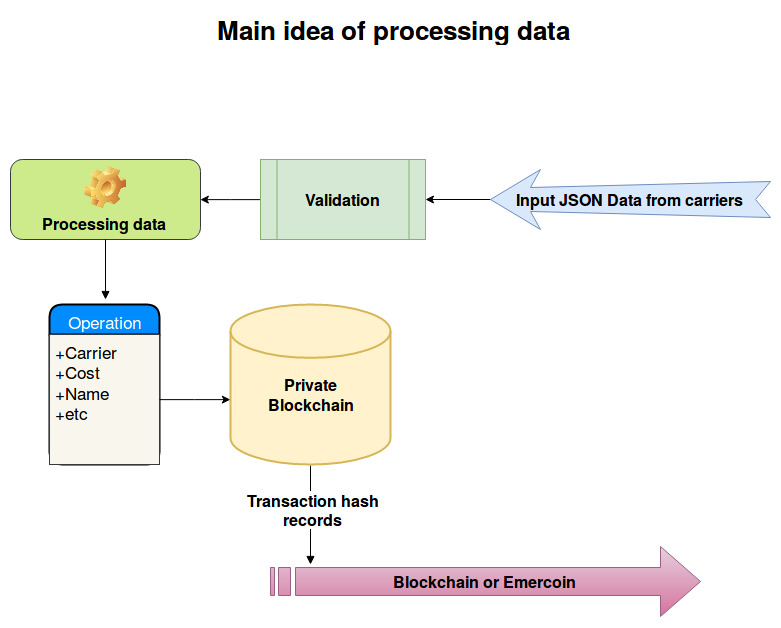 Main idea of processing data
Input JSON Data from carriers
Validation
Processing data
Operation
+Carrier
+Cost
+Name
+etc
Private
Blockchain
Transaction hash
records
Blockchain or Emercoin